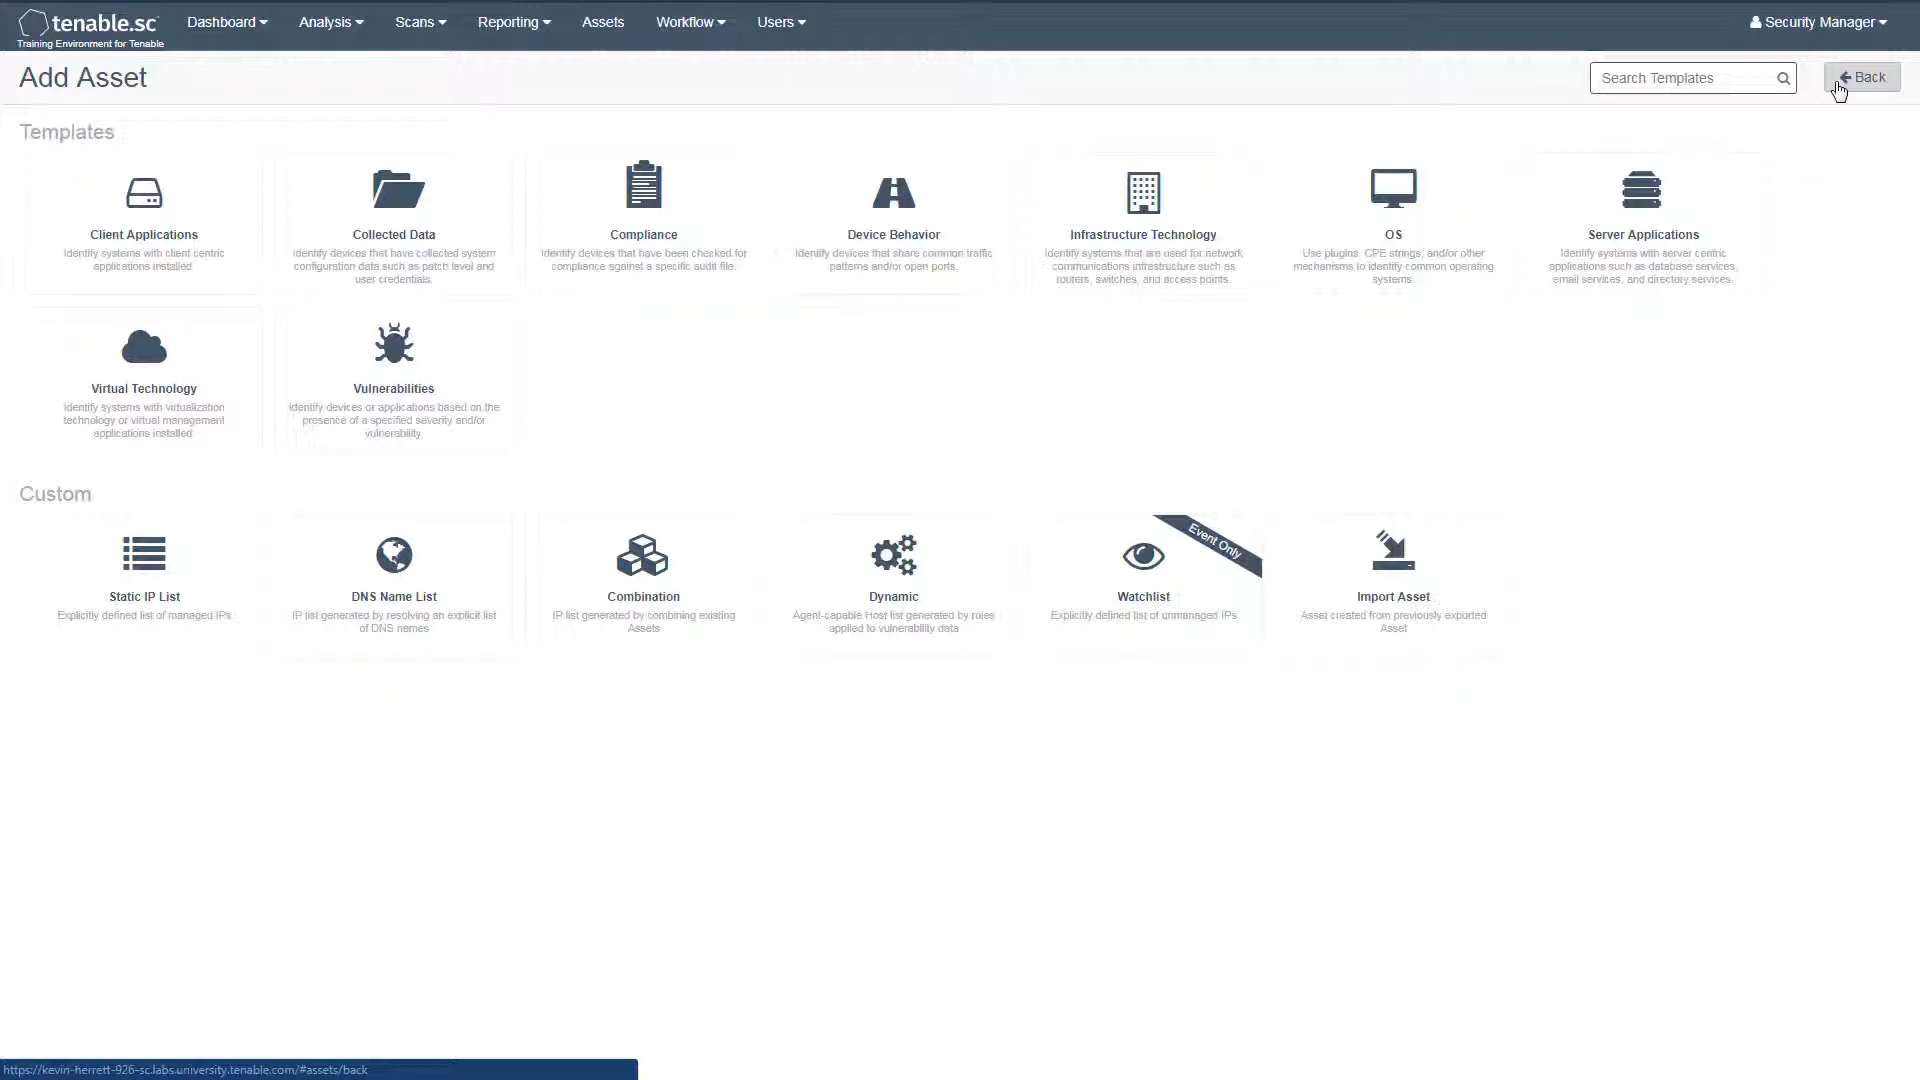 tenable.sc
Training Environment for Tenable
Dashboard
Analysis
Scans
Reporting
Assets
Workflow
Users
Security Manager
Add Asset
Search Templates
Back
Templates
Client Applications
Identify systems with client centric
applications installed.
Collected Data
Identify devices that have collected system
configuration data such as patch level and
user credentials.
Compliance
Identify devices that have been checked for
compliance against a specific audit file.
Device Behavior
Identify devices that share common traffic
patterns and/or open ports.
Infrastructure Technology
Identify systems that are used for network
communications infrastructure such as
routers, switches, and access points.
OS
Use plugins, CPE strings, and/or other
mechanisms to identify common operating
systems.
Server Applications
Identify systems with server centric
applications such as database services,
email services, and directory services.
Virtual Technology
Identify systems with virtualization
technology or virtual management
applications installed.
Vulnerabilities
Identify devices or applications based on the
presence of a specified severity and/or
vulnerability.
Custom
Static IP List
Explicitly defined list of managed IPs
DNS Name List
IP list generated by resolving an explicit list
of DNS names
Combination
IP list generated by combining existing
Assets
Dynamic
Agent-capable Host list generated by rules
applied to vulnerability data
Event Only
Watchlist
Explicitly defined list of unmanaged IPs
Import Asset
Asset created from previously exported
Asset
https://kevin-herrett-926-sc.labs.university.tenable.com/#assets/back